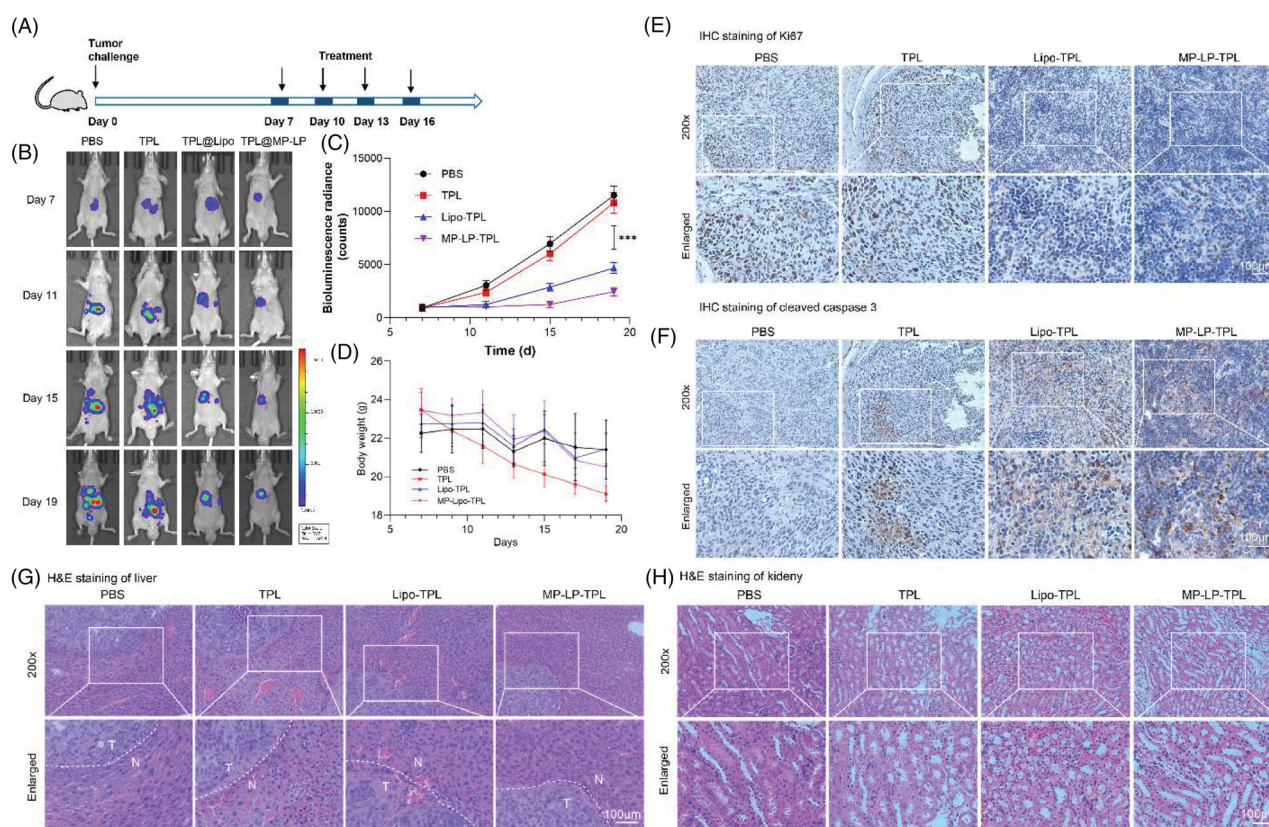 (A)
Tumor
challenge
Treatment
Day 0
Day 7
Day 10
Day 13
Day 16
(B)
PBS
TPL
TPL@Lipo
TPL@MP-LP
Day 7
Day 11
Day 15
Day 19
(C)
Bioluminescence radiance
(counts)
15000
10000
5000
0
5
10
15
20
Time (d)
PBS
TPL
Lipo-TPL
MP-LP-TPL
***
(D)
Body weight (g)
26
24
22
20
18
5
10
15
20
Days
PBS
TPL
Lipo-TPL
MP-Lipo-TPL
(E)
IHC staining of Ki67
PBS
TPL
Lipo-TPL
MP-LP-TPL
200x
Enlarged
100μm
(F)
IHC staining of cleaved caspase 3
PBS
TPL
Lipo-TPL
MP-LP-TPL
200x
Enlarged
100μm
(G) H&E staining of liver
PBS
TPL
Lipo-TPL
MP-LP-TPL
200x
Enlarged
T
N
T
N
T
N
T
N
100μm
(H) H&E staining of kideny
PBS
TPL
Lipo-TPL
MP-LP-TPL
200x
Enlarged
100μm